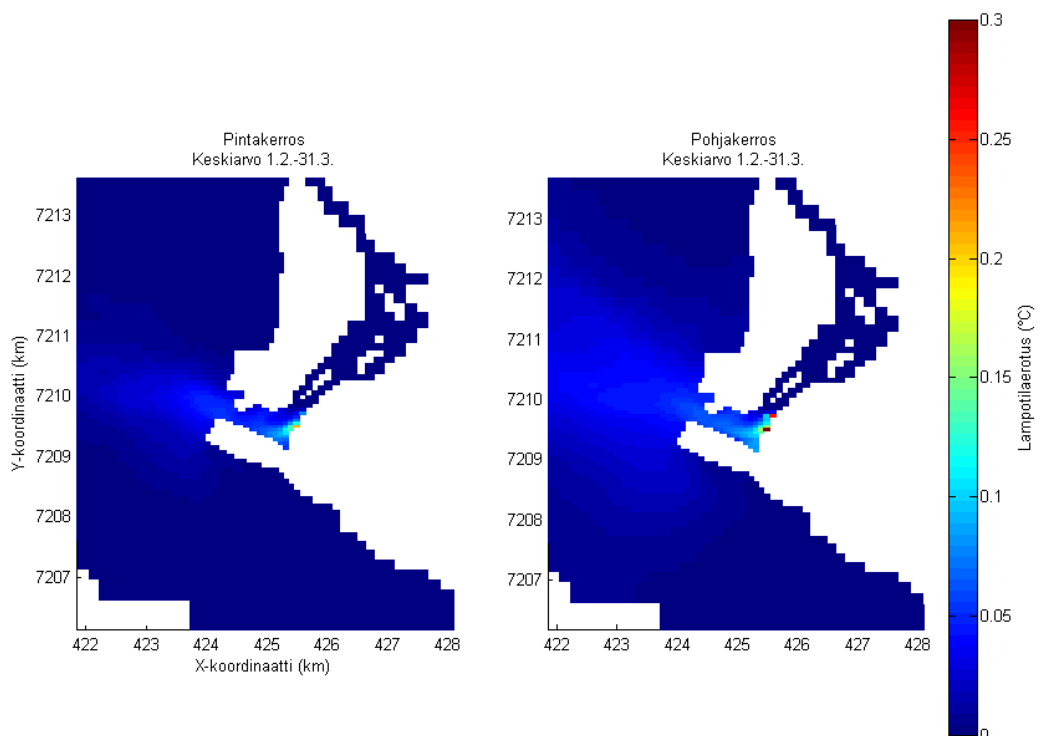 Pintakerros
Keskiarvo 1.2.-31.3.
7213
7212
7211
7210
7209
7208
7207
422 423 424 425 426 427 428
Y-koordinaatti (km)
X-koordinaatti (km)
Pohjakerros
Keskiarvo 1.2.-31.3.
7213
7212
7211
7210
7209
7208
7207
422 423 424 425 426 427 428
0.3
0.25
0.2
0.15
0.1
0.05
0
Lampotilaerotus (°C)